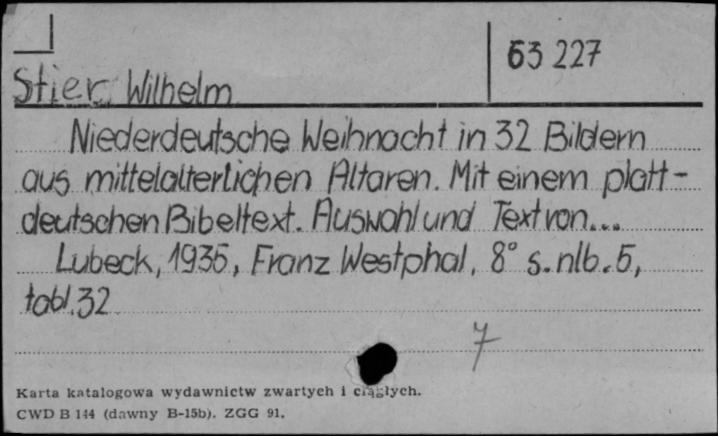 63 227
Stier, Wilhelm
Niederdeutsche Weihnacht in 32 Bildern
aus mittelalterlichen Altaren. Mit einem platt-
deutschen Bibeltext. Auswahl und Text von...
Lubeck, 1935, Franz Westphal, 8° s. nlb. 5,
tabl. 32
7
Karta katalogowa wydawnictw zwartych i ciągłych.
CWD B 144 (dawny B-15b). ZGG 91.